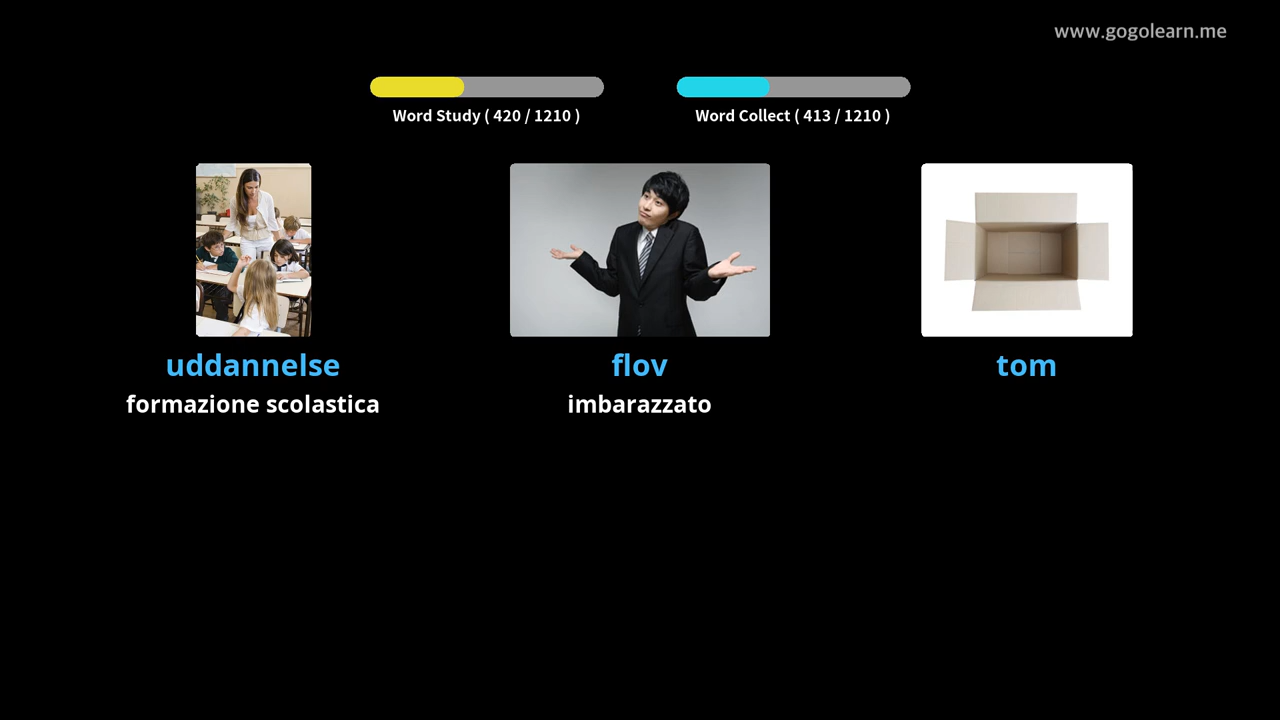 www.gogolearn.me
Word Study ( 420 / 1210 )
Word Collect ( 413 / 1210 )
uddannelse
formazione scolastica
flov
imbarazzato
tom